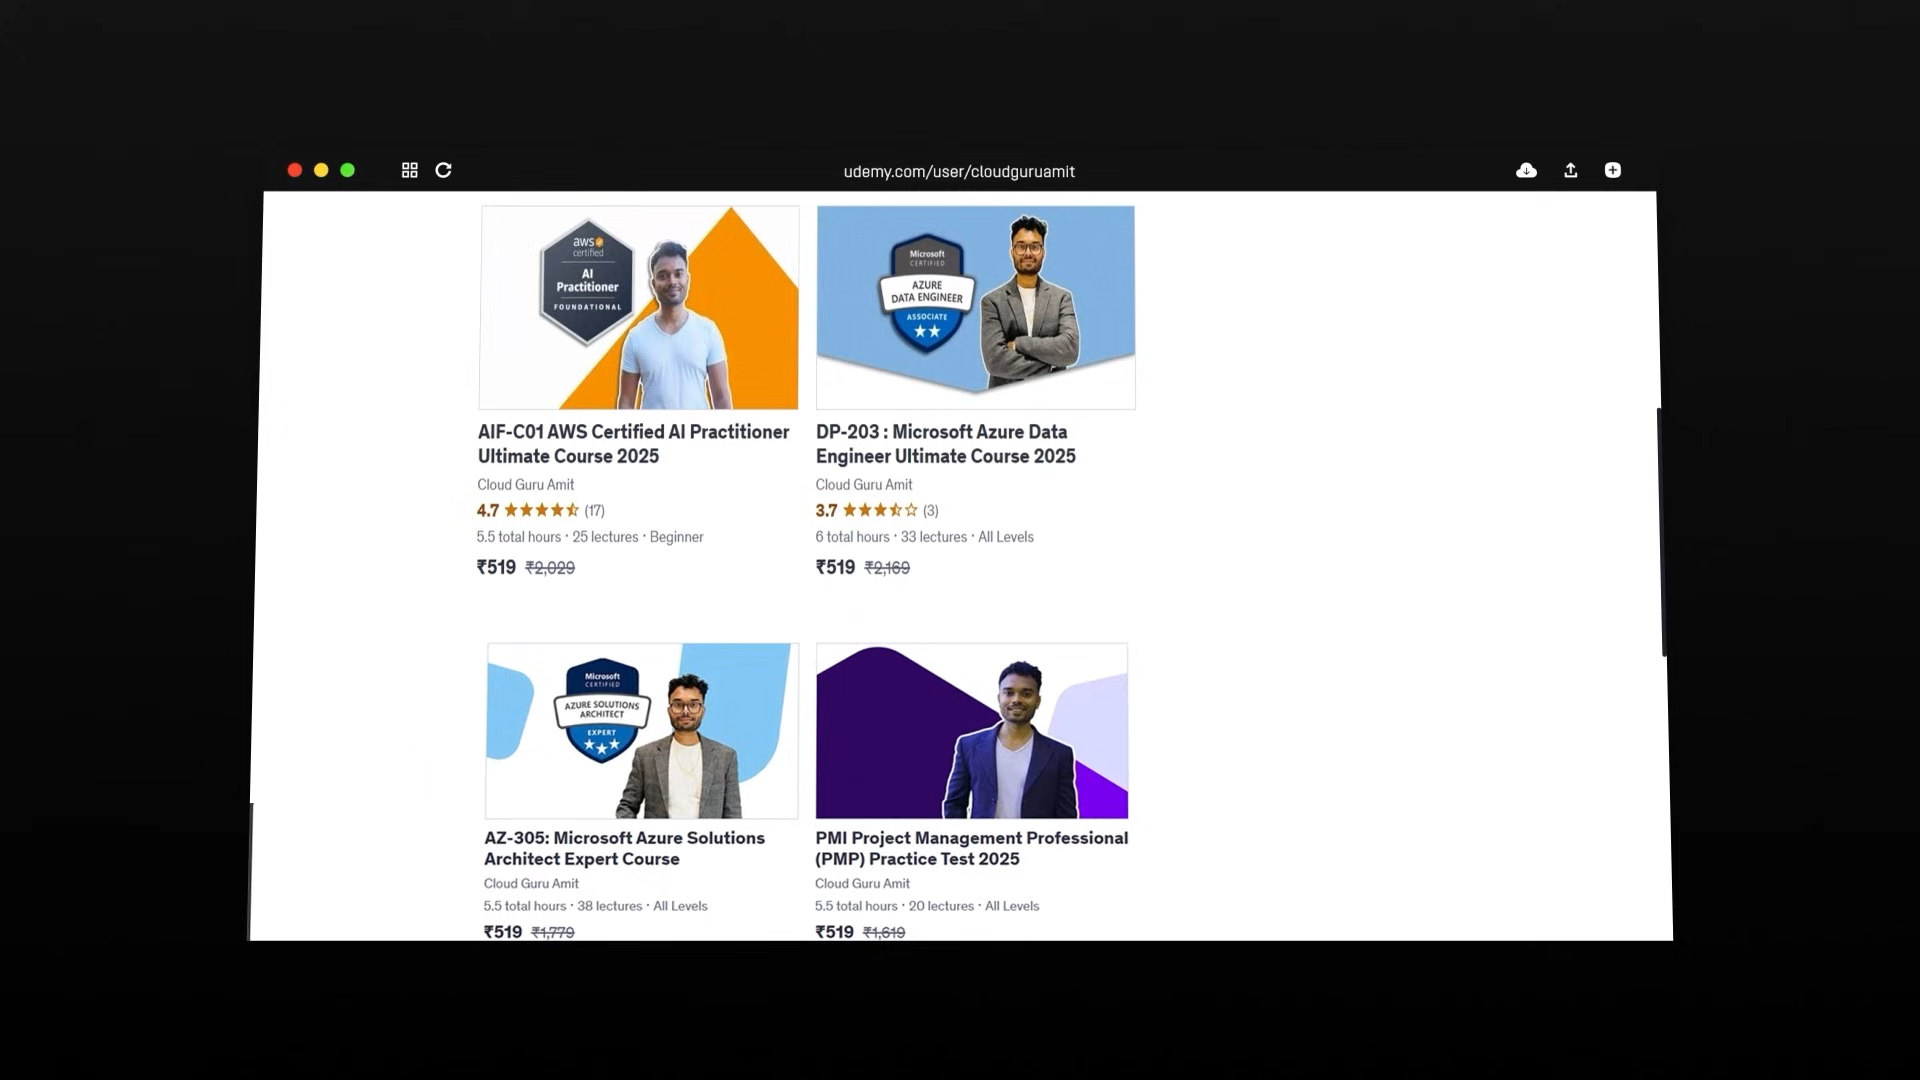 udemy.com/user/cloudguruamit
aws
certified
AI
Practitioner
FOUNDATIONAL
Microsoft
CERTIFIED
AZURE
DATA ENGINEER
ASSOCIATE
AIF-C01 AWS Certified AI Practitioner
Ultimate Course 2025
Cloud Guru Amit
4.7 (17)
5.5 total hours · 25 lectures · Beginner
₹519 ₹2,029
DP-203 : Microsoft Azure Data
Engineer Ultimate Course 2025
Cloud Guru Amit
3.7 (3)
6 total hours · 33 lectures · All Levels
₹519 ₹2,169
Microsoft
CERTIFIED
AZURE SOLUTIONS
ARCHITECT
EXPERT
AZ-305: Microsoft Azure Solutions
Architect Expert Course
Cloud Guru Amit
5.5 total hours · 38 lectures · All Levels
₹519 ₹1,779
PMI Project Management Professional
(PMP) Practice Test 2025
Cloud Guru Amit
5.5 total hours · 20 lectures · All Levels
₹519 ₹1,619